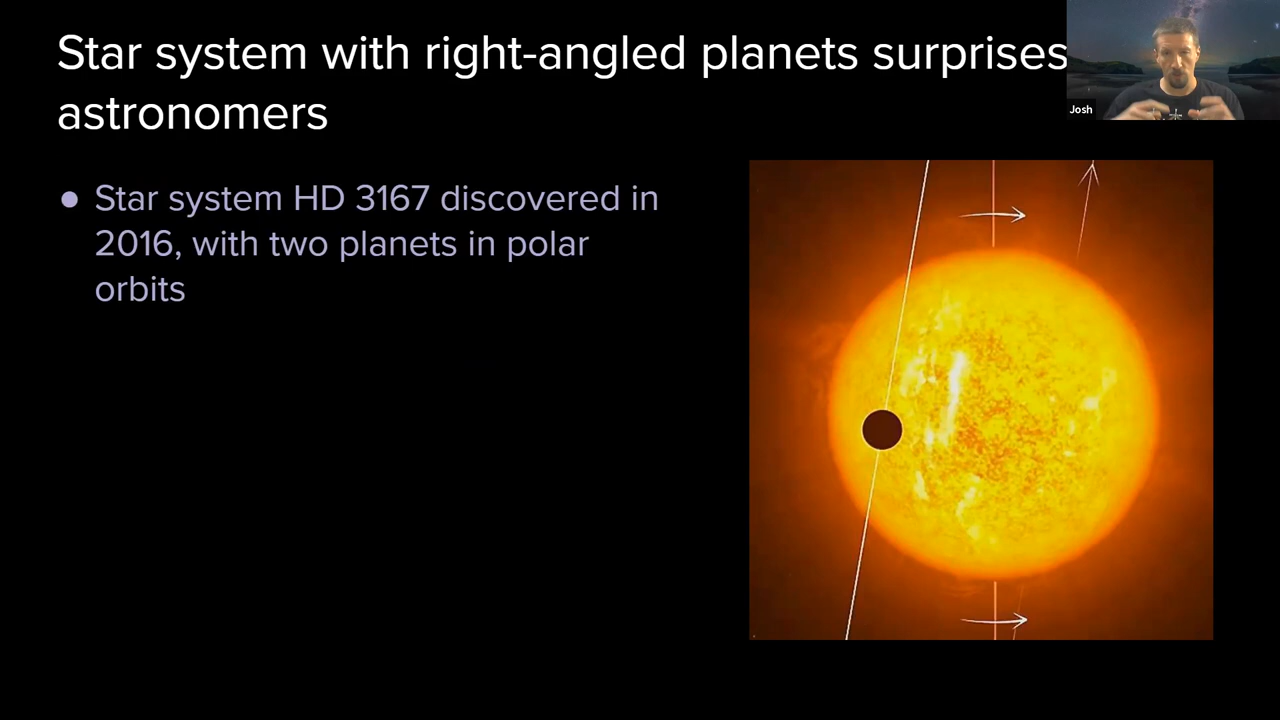 Star system with right-angled planets surprises
astronomers
Josh
● Star system HD 3167 discovered in
2016, with two planets in polar
orbits